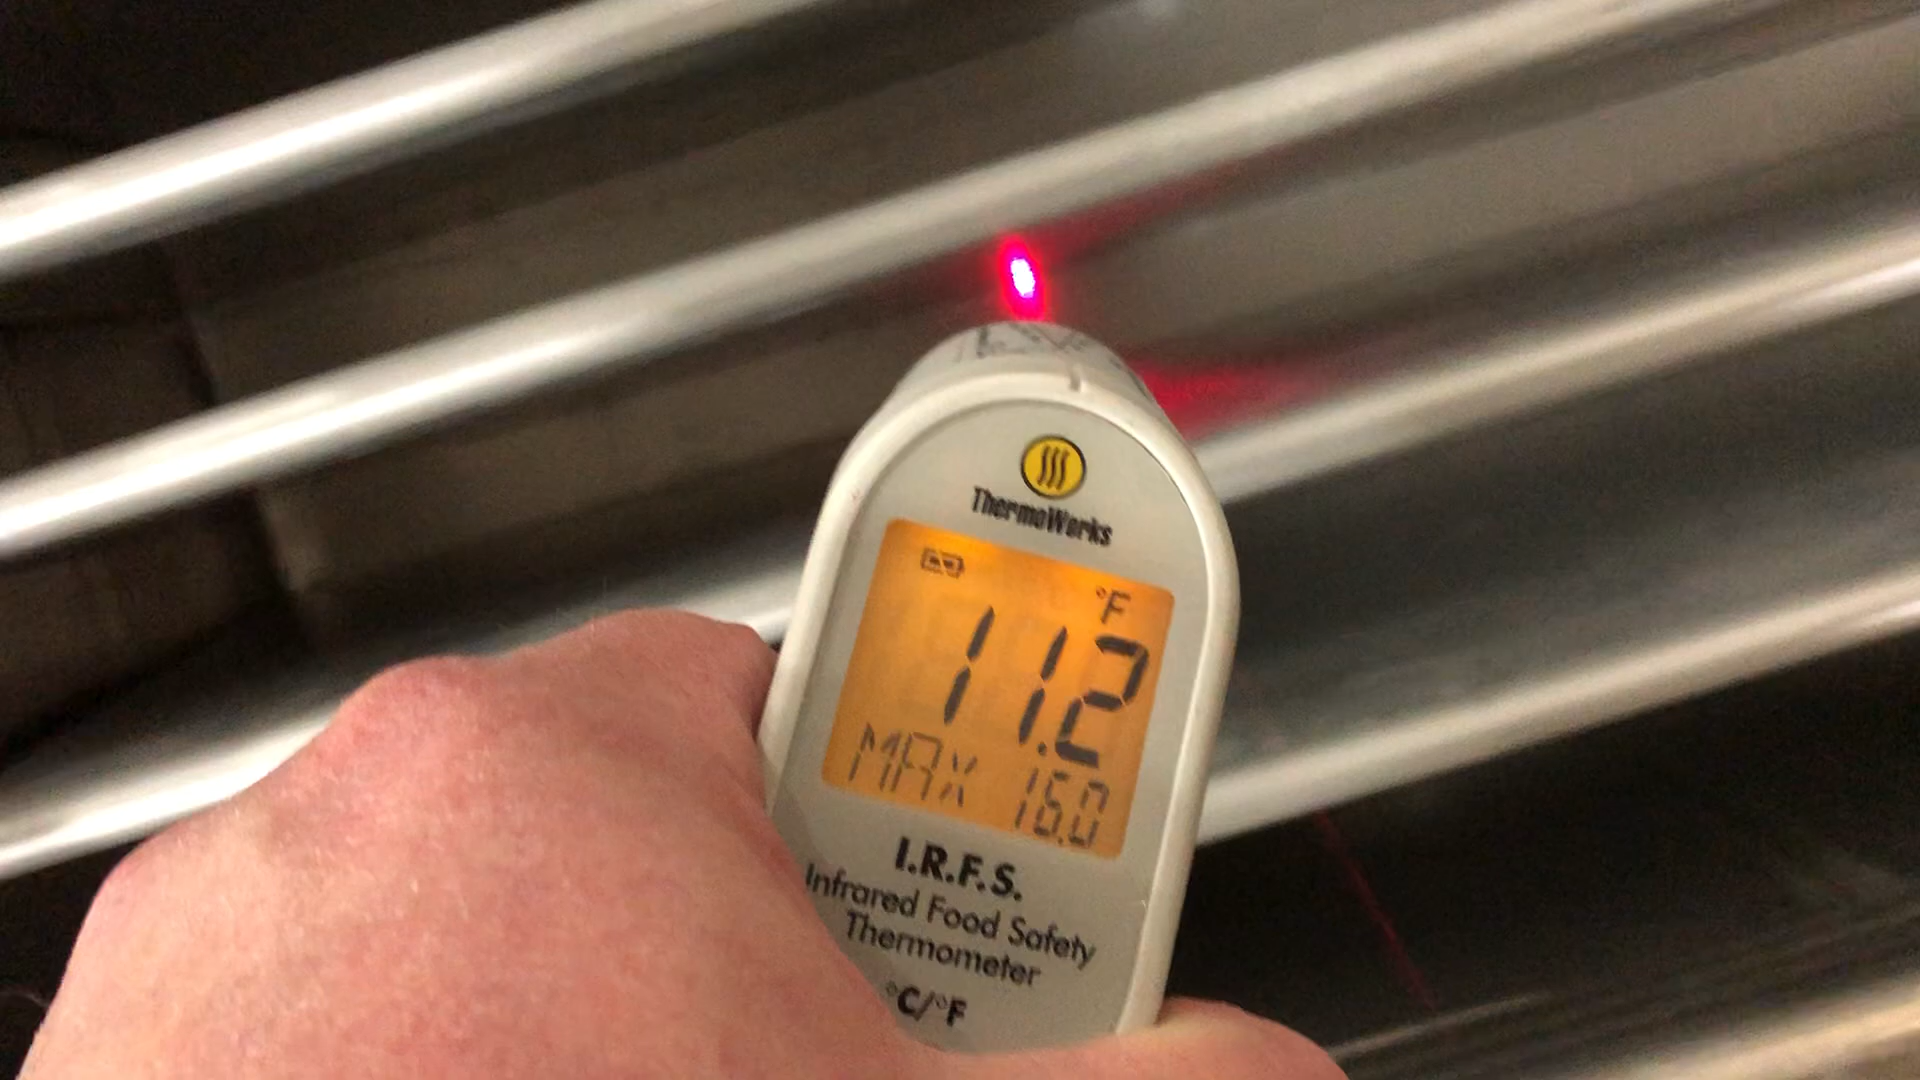 ThermoWorks
°F
11.2
MAX 16.0
I.R.F.S.
Infrared Food Safety
Thermometer
°C/°F